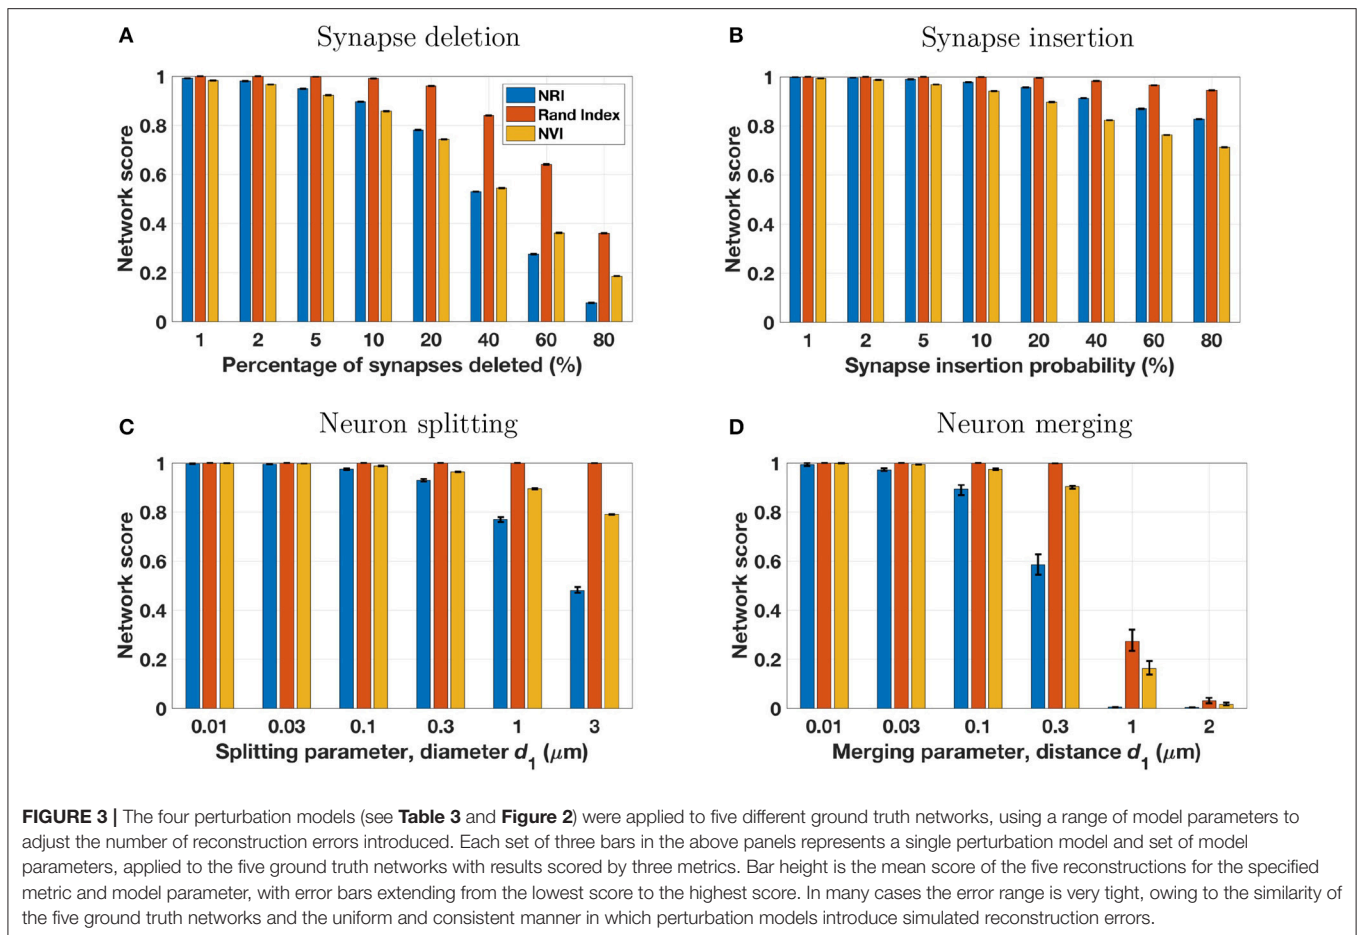 A
Synapse deletion
1
0.8
0.6
0.4
0.2
0
Network score
NRI
Rand Index
NVI
1 2 5 10 20 40 60 80
Percentage of synapses deleted (%)
B
Synapse insertion
1
0.8
0.6
0.4
0.2
0
Network score
1 2 5 10 20 40 60 80
Synapse insertion probability (%)
C
Neuron splitting
1
0.8
0.6
0.4
0.2
0
Network score
0.01 0.03 0.1 0.3 1 3
Splitting parameter, diameter d1 (μm)
D
Neuron merging
1
0.8
0.6
0.4
0.2
0
Network score
0.01 0.03 0.1 0.3 1 2
Merging parameter, distance d1 (μm)
FIGURE 3 | The four perturbation models (see Table 3 and Figure 2) were applied to five different ground truth networks, using a range of model parameters to
adjust the number of reconstruction errors introduced. Each set of three bars in the above panels represents a single perturbation model and set of model
parameters, applied to the five ground truth networks with results scored by three metrics. Bar height is the mean score of the five reconstructions for the specified
metric and model parameter, with error bars extending from the lowest score to the highest score. In many cases the error range is very tight, owing to the similarity of
the five ground truth networks and the uniform and consistent manner in which perturbation models introduce simulated reconstruction errors.